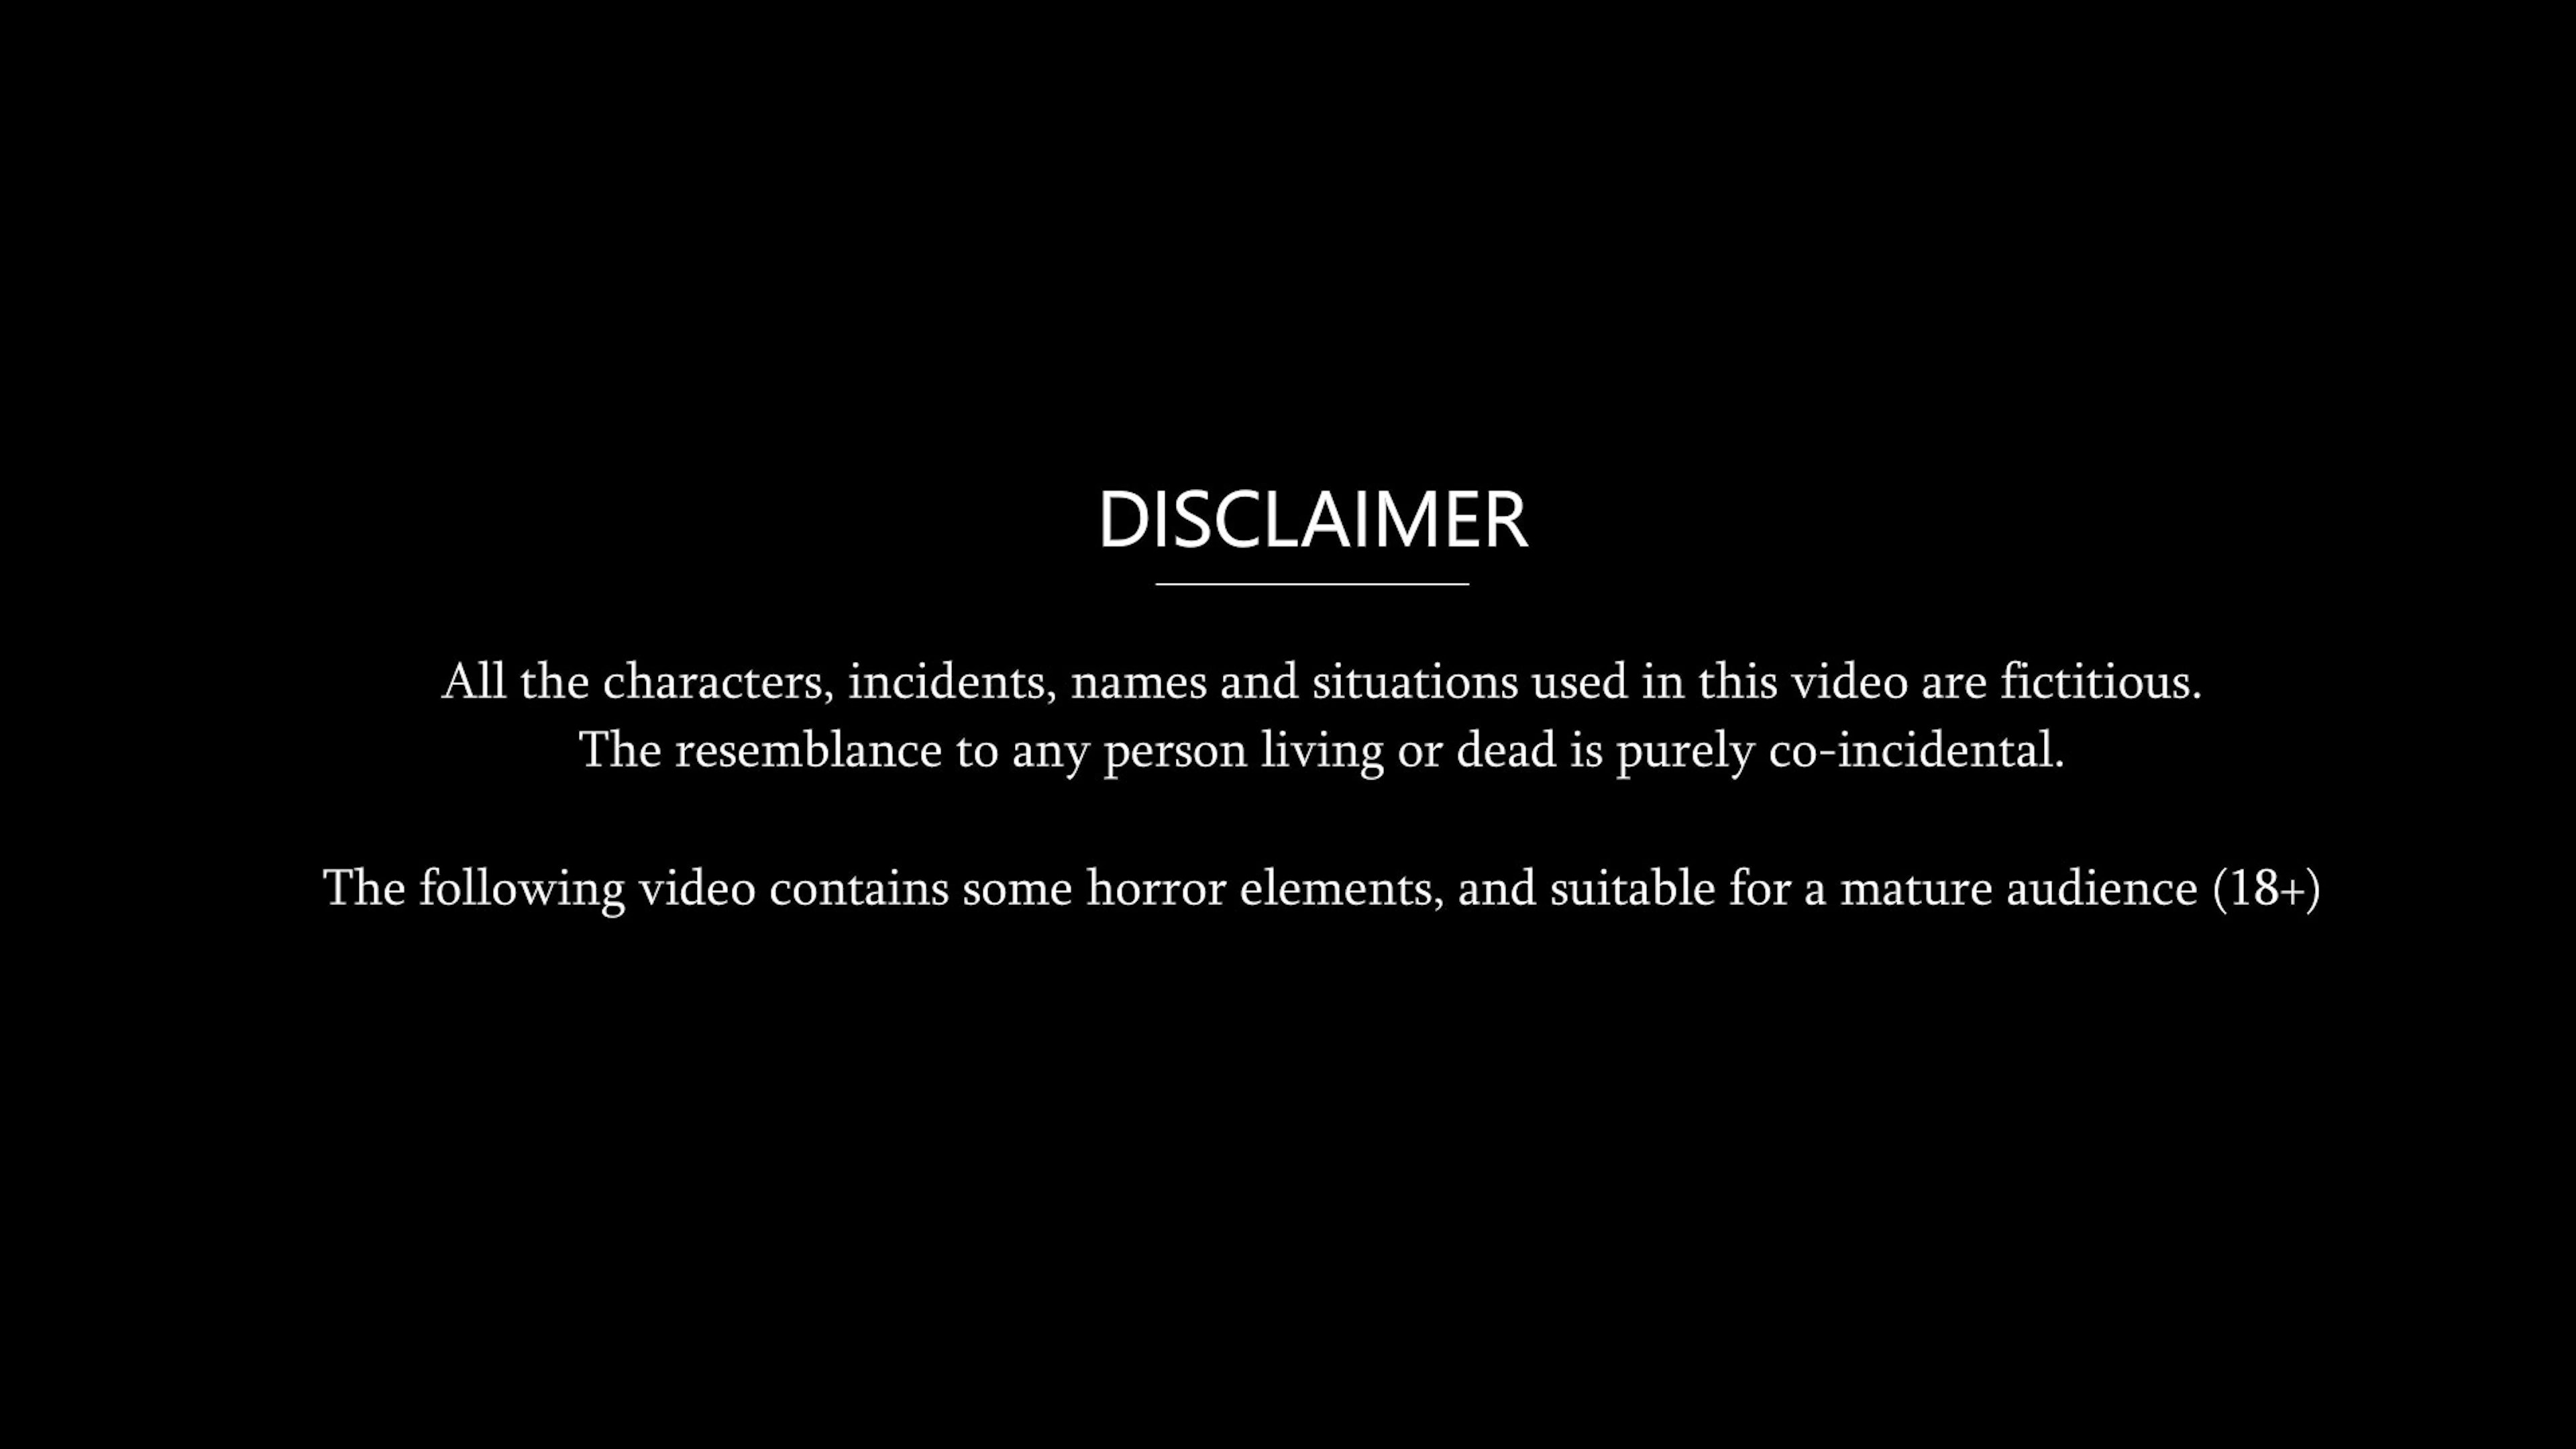 DISCLAIMER
All the characters, incidents, names and situations used in this video are fictitious.
The resemblance to any person living or dead is purely co-incidental.
The following video contains some horror elements, and suitable for a mature audience (18+)